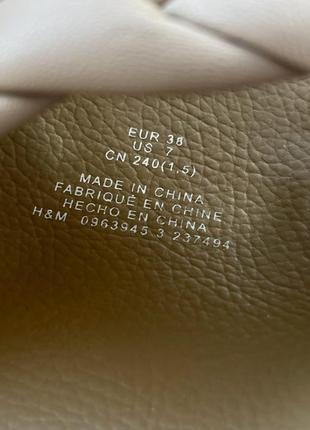 EUR 38
US 7
CN 240(1,5)
MADE IN CHINA
FABRIQUÉ EN CHINE
HECHO EN CHINA
H&M 0963945 3 237494